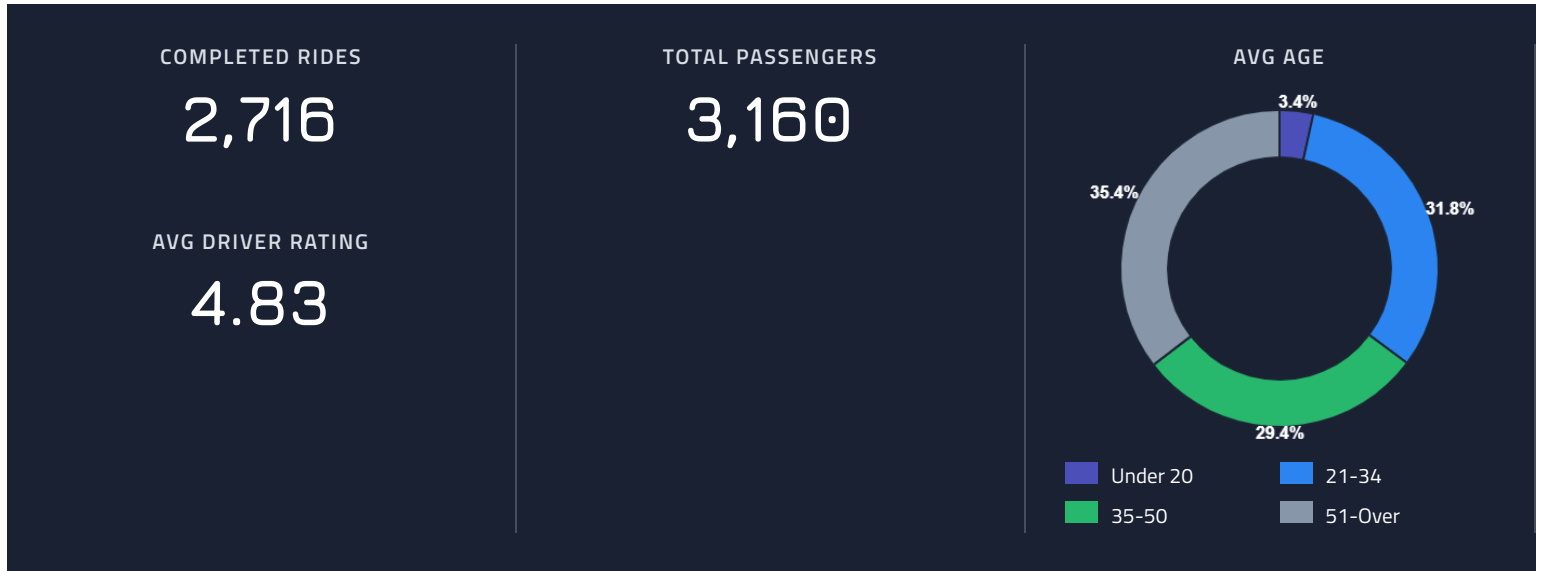 COMPLETED RIDES
2,716
AVG DRIVER RATING
4.83
TOTAL PASSENGERS
3,160
AVG AGE
3.4%
35.4%
31.8%
29.4%
Under 20
21-34
35-50
51-Over